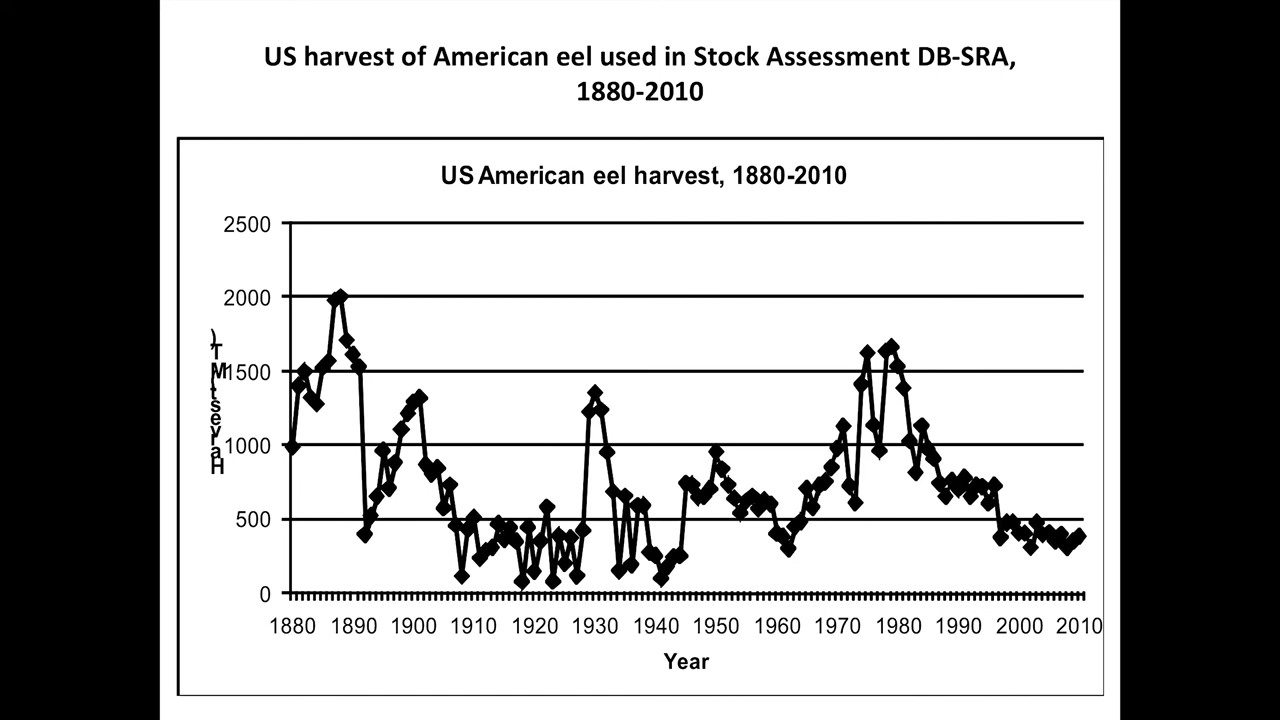 US harvest of American eel used in Stock Assessment DB-SRA,
1880-2010
US American eel harvest, 1880-2010
2500
2000
1500
1000
500
0
Harvest (MT)
1880 1890 1900 1910 1920 1930 1940 1950 1960 1970 1980 1990 2000 2010
Year